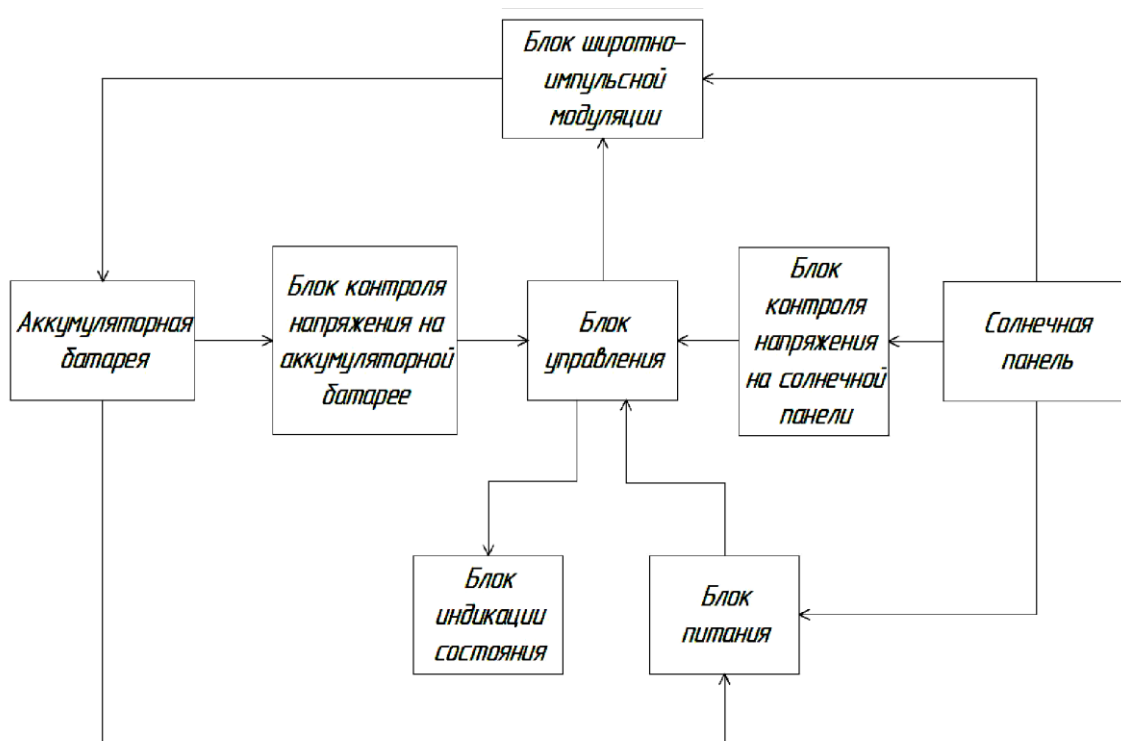 Блок широтно-
импульсной
модуляции
Аккумуляторная
батарея
Блок контроля
напряжения на
аккумуляторной
батарее
Блок
управления
Блок
контроля
напряжения
на солнечной
панели
Солнечная
панель
Блок
индикации
состояния
Блок
питания